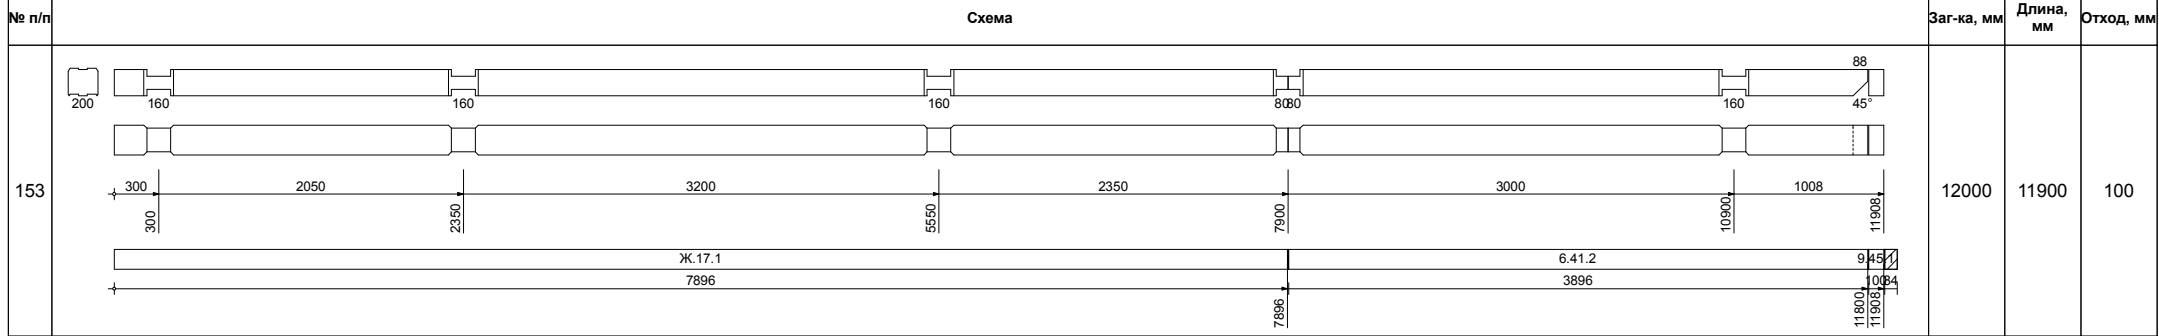 № п/п Схема Заг-ка, мм Длина, мм Отход, мм
88
200 160 160 160 80 80 160 45°
300 2050 3200 2350 3000 1008
153 12000 11900 100
300 2350 5550 7900 10900 11908
Ж.17.1 6.41.2 9.45.1
7896 3896 100 84
7896 11800 11908